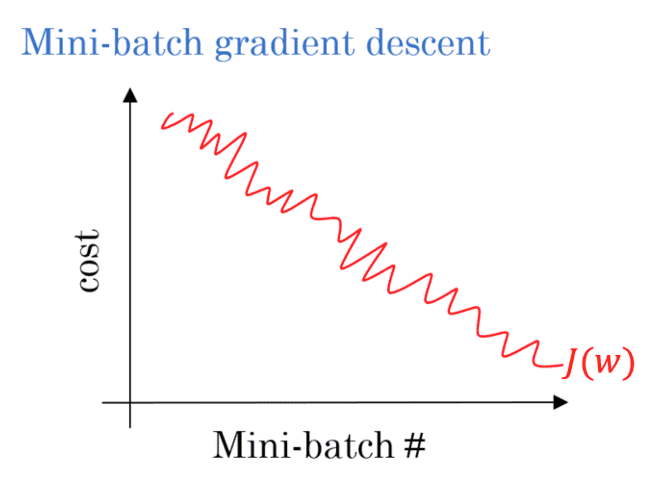 Mini-batch gradient descent
cost
J(w)
Mini-batch #